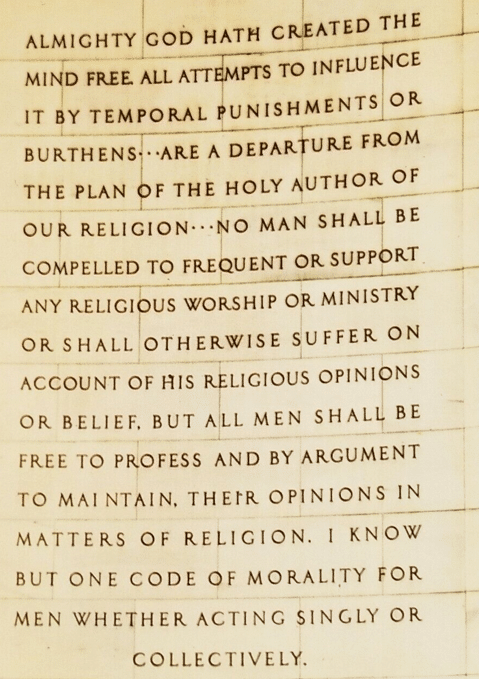 ALMIGHTY GOD HATH CREATED THE
MIND FREE. ALL ATTEMPTS TO INFLUENCE
IT BY TEMPORAL PUNISHMENTS OR
BURTHENS···ARE A DEPARTURE FROM
THE PLAN OF THE HOLY AUTHOR OF
OUR RELIGION···NO MAN SHALL BE
COMPELLED TO FREQUENT OR SUPPORT
ANY RELIGIOUS WORSHIP OR MINISTRY
OR SHALL OTHERWISE SUFFER ON
ACCOUNT OF HIS RELIGIOUS OPINIONS
OR BELIEF, BUT ALL MEN SHALL BE
FREE TO PROFESS AND BY ARGUMENT
TO MAINTAIN, THEIR OPINIONS IN
MATTERS OF RELIGION. I KNOW
BUT ONE CODE OF MORALITY FOR
MEN WHETHER ACTING SINGLY OR
COLLECTIVELY.